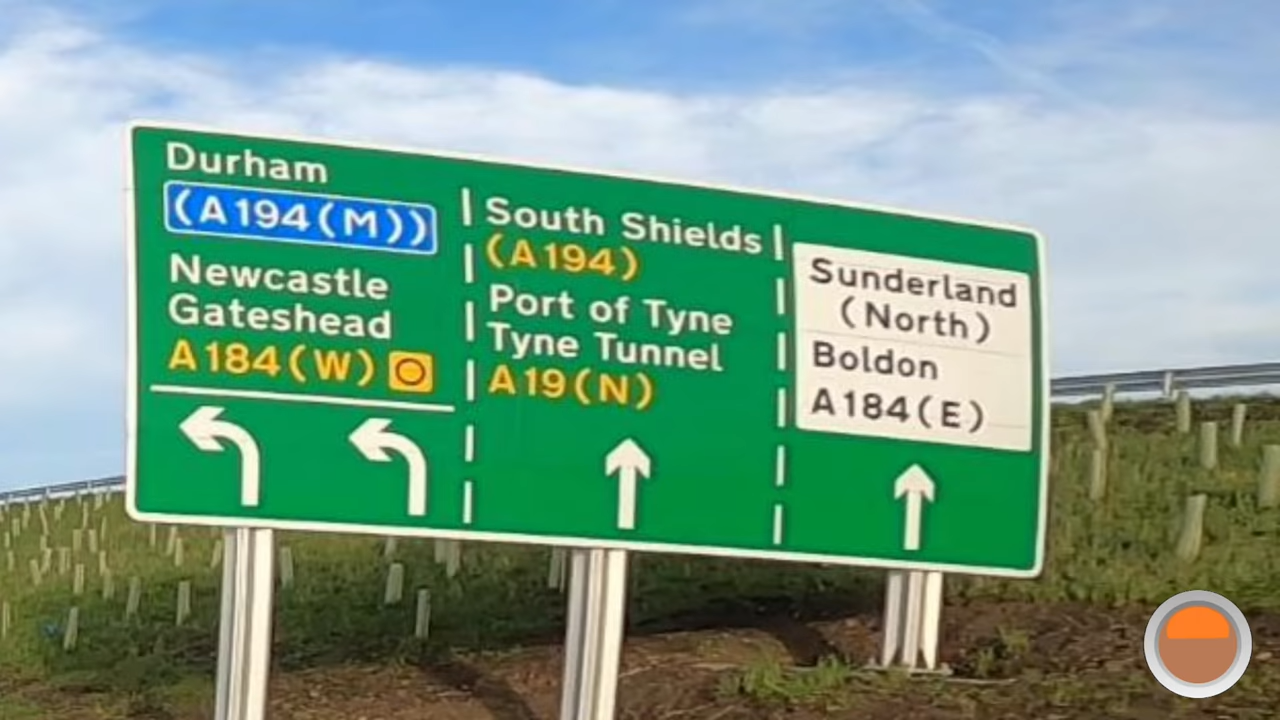 Durham
(A194(M))
Newcastle
Gateshead
A184(W)
South Shields
(A194)
Port of Tyne
Tyne Tunnel
A19(N)
Sunderland
(North)
Boldon
A184(E)